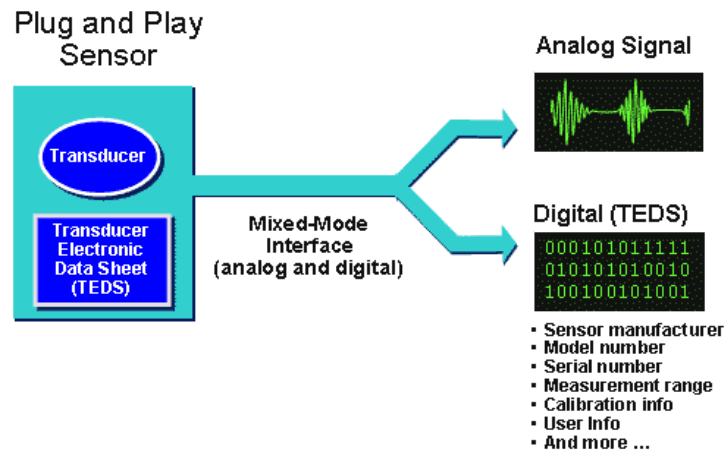 Plug and Play
Sensor
Transducer
Transducer
Electronic
Data Sheet
(TEDS)
Mixed-Mode
Interface
(analog and digital)
Analog Signal
Digital (TEDS)
000101011111
010101010010
100100101001
• Sensor manufacturer
• Model number
• Serial number
• Measurement range
• Calibration info
• User Info
• And more ...